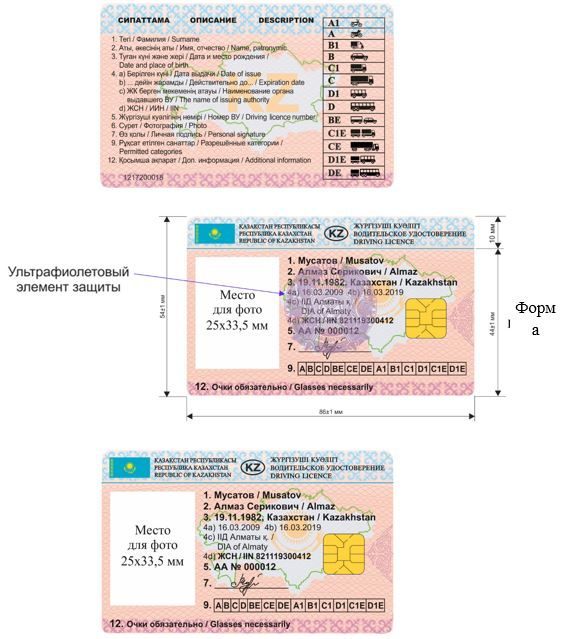 СИПАТТАМА ОПИСАНИЕ DESCRIPTION
1. Тегі / Фамилия / Surname
2. Аты, әкесінің аты / Имя, отчество / Name, patronymic
3. Туған күні және жері / Дата и место рождения /
Date and place of birth
4. a) Берілген күні / Дата выдачи / Date of issue
b) ... дейін жарамды / Действительно до... / Expiration date
c) ЖК берген мекеменің атауы / Наименование органа
выдавшего ВУ / The name of issuing authority
d) ЖСН / ИИН / IIN
5. Жүргізуші куәлігінің нөмірі / Номер ВУ / Driving licence number
6. Сурет / Фотография / Photo
7. Өз қолы / Личная подпись / Personal signature
9. Рұқсат етілген санаттар / Разрешённые категории /
Permitted categories
12. Қосымша ақпарат / Доп. информация / Additional information
1217200018
KZ
A1
A
B1
B
C1
C
D1
D
BE
C1E
CE
D1E
DE
ҚАЗАҚСТАН РЕСПУБЛИКАСЫ
РЕСПУБЛИКА КАЗАХСТАН
REPUBLIC OF KAZAKHSTAN
KZ
ЖҮРГІЗУШІ КУӘЛІГІ
ВОДИТЕЛЬСКОЕ УДОСТОВЕРЕНИЕ
DRIVING LICENCE
10 мм
Ультрафиолетовый
элемент защиты
54±1 мм
Место
для фото
25х33,5 мм
1. Мусатов / Musatov
2. Алмаз Серикович / Almaz
3. 19.11.1982, Казахстан / Kazakhstan
4a) 16.03.2009 4b) 16.03.2019
4c) ІІД Алматы қ.
DIA of Almaty
4d) ЖСН / IIN 821119300412
5. AA № 000012
7.
9. A B C D BE CE DE A1 B1 C1 D1 C1E D1E
12. Очки обязательно / Glasses necessarily
44±1 мм
Форм
а
86±1 мм
ҚАЗАҚСТАН РЕСПУБЛИКАСЫ
РЕСПУБЛИКА КАЗАХСТАН
REPUBLIC OF KAZAKHSTAN
KZ
ЖҮРГІЗУШІ КУӘЛІГІ
ВОДИТЕЛЬСКОЕ УДОСТОВЕРЕНИЕ
DRIVING LICENCE
Место
для фото
25х33,5 мм
1. Мусатов / Musatov
2. Алмаз Серикович / Almaz
3. 19.11.1982, Казахстан / Kazakhstan
4a) 16.03.2009 4b) 16.03.2019
4c) ІІД Алматы қ. /
DIA of Almaty
4d) ЖСН / IIN 821119300412
5. AA № 000012
7.
9. A B C D BE CE DE A1 B1 C1 D1 C1E D1E
12. Очки обязательно / Glasses necessarily